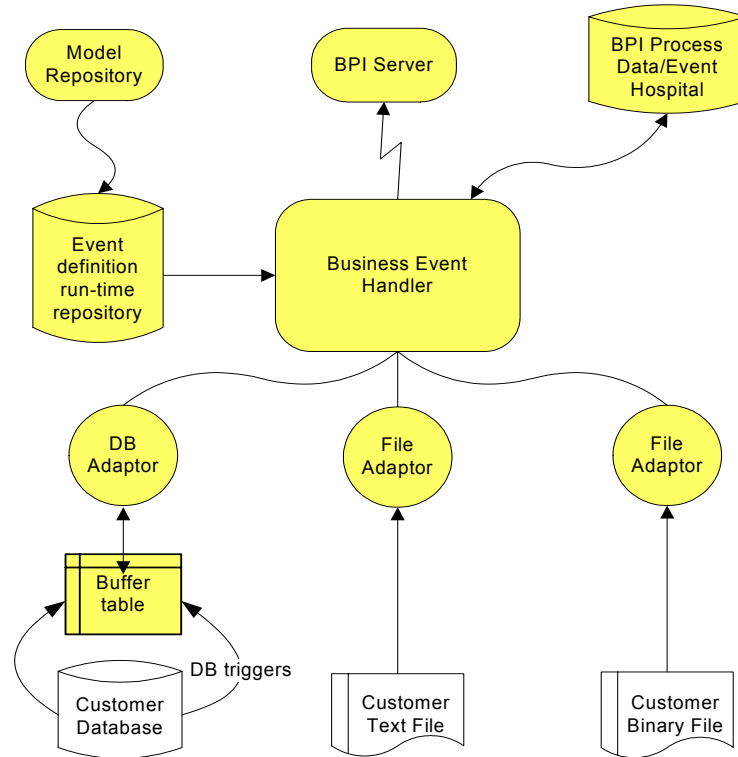 Model
Repository
BPI Server
BPI Process
Data/Event
Hospital
Event
definition
run-time
repository
Business Event
Handler
DB
Adaptor
File
Adaptor
File
Adaptor
Buffer
table
DB triggers
Customer
Database
Customer
Text File
Customer
Binary File